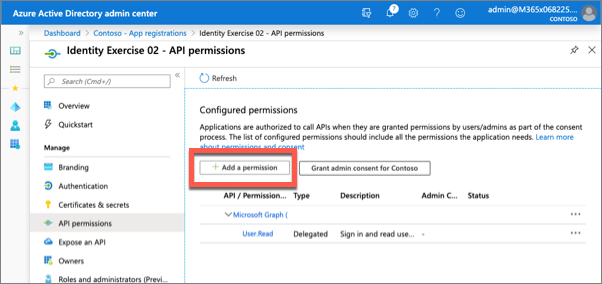 Azure Active Directory admin center
7
admin@M365x068225....
CONTOSO
Dashboard > Contoso - App registrations > Identity Exercise 02 - API permissions
Identity Exercise 02 - API permissions
Search (Cmd+/)
Overview
Quickstart
Manage
Branding
Authentication
Certificates & secrets
API permissions
Expose an API
Owners
Roles and administrators (Previ...
Refresh
Configured permissions
Applications are authorized to call APIs when they are granted permissions by users/admins as part of the consent
process. The list of configured permissions should include all the permissions the application needs. Learn more
about permissions and consent
+ Add a permission
Grant admin consent for Contoso
API / Permission... Type Description Admin C... Status
Microsoft Graph ( ...
User.Read Delegated Sign in and read use... - ...